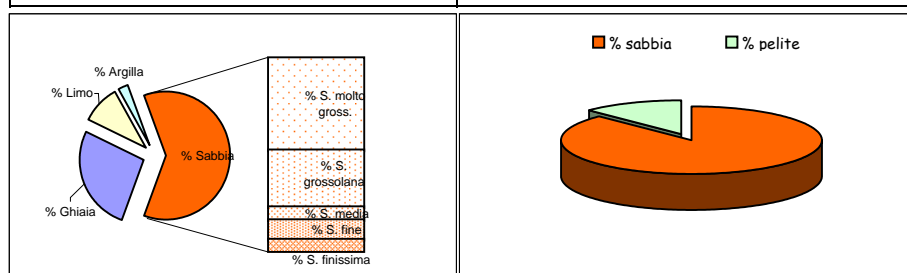 % Argilla
% Limo
% Sabbia
% Ghiaia
% S. molto
gross.
% S.
grossolana
% S. media
% S. fine
% S. finissima
% sabbia
% pelite